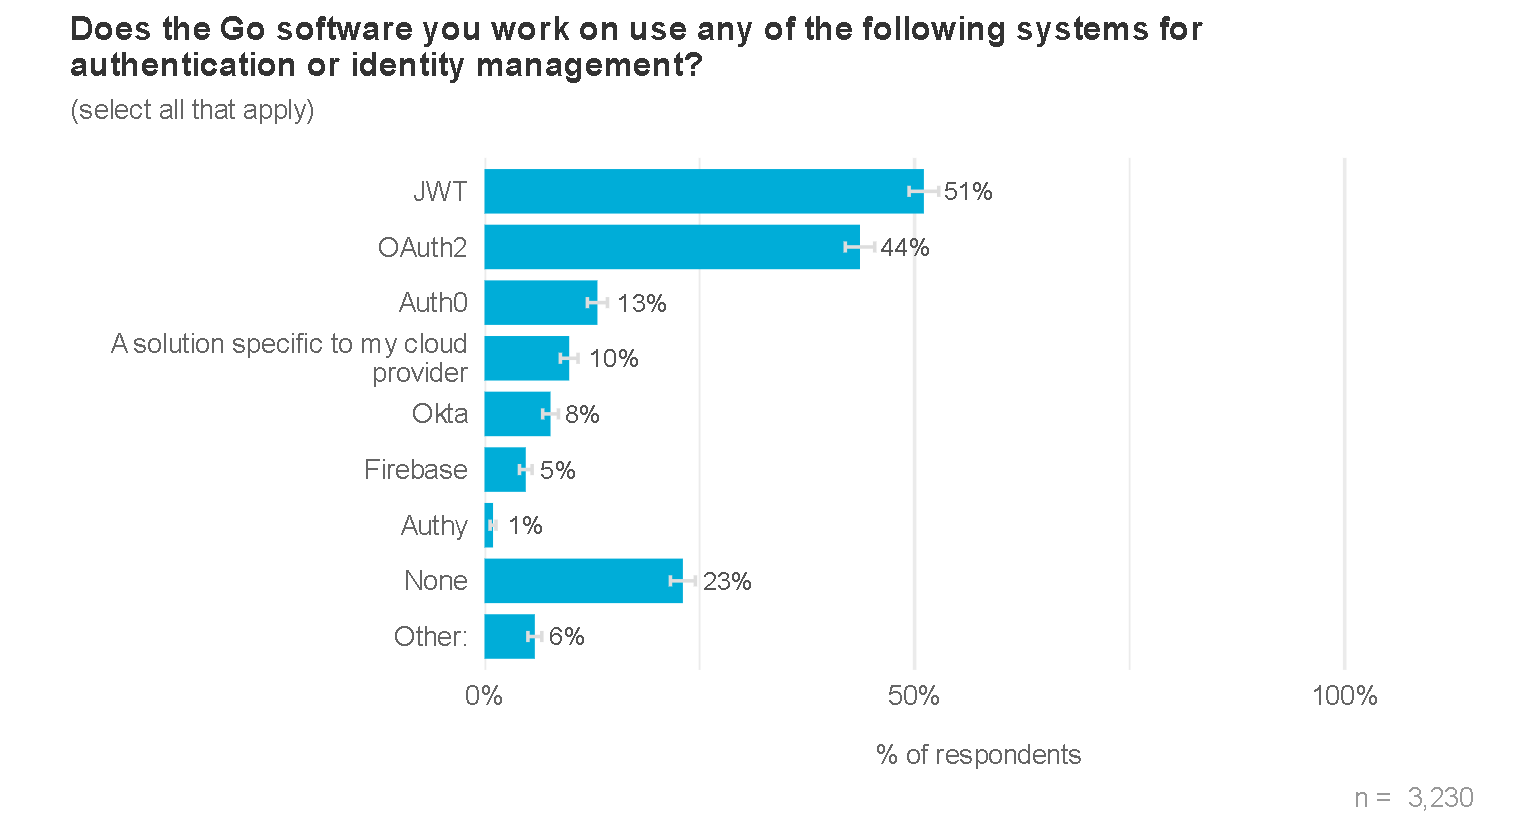 Does the Go software you work on use any of the following systems for
authentication or identity management?
(select all that apply)
JWT
51%
OAuth2
44%
Auth0
13%
A solution specific to my cloud
provider
10%
Okta
8%
Firebase
5%
Authy
1%
None
23%
Other:
6%
0%
50%
100%
% of respondents
n = 3,230